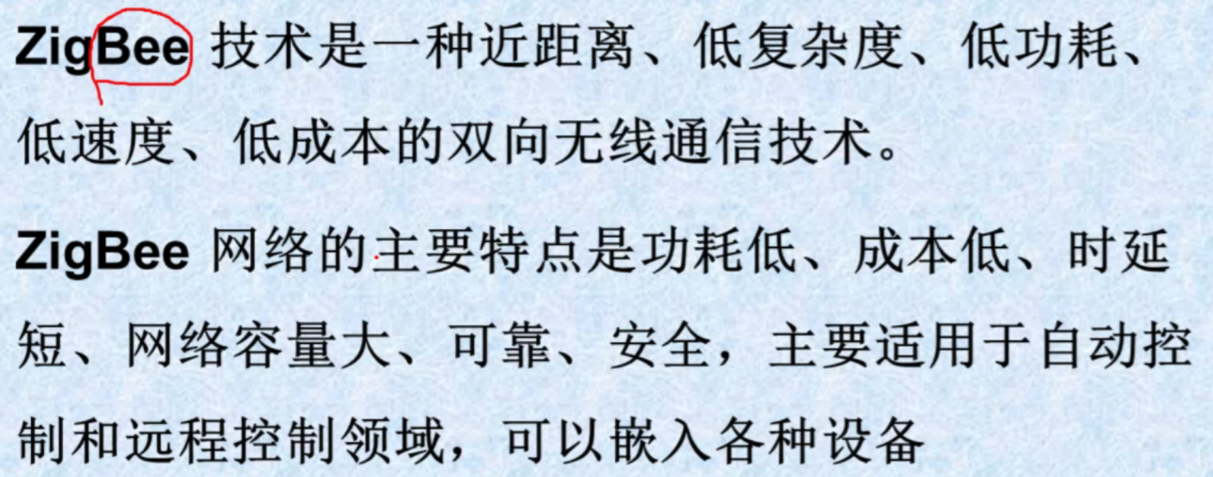 ZigBee 技术是一种近距离、低复杂度、低功耗、
低速度、低成本的双向无线通信技术。
ZigBee 网络的主要特点是功耗低、成本低、时延
短、网络容量大、可靠、安全，主要适用于自动控
制和远程控制领域，可以嵌入各种设备